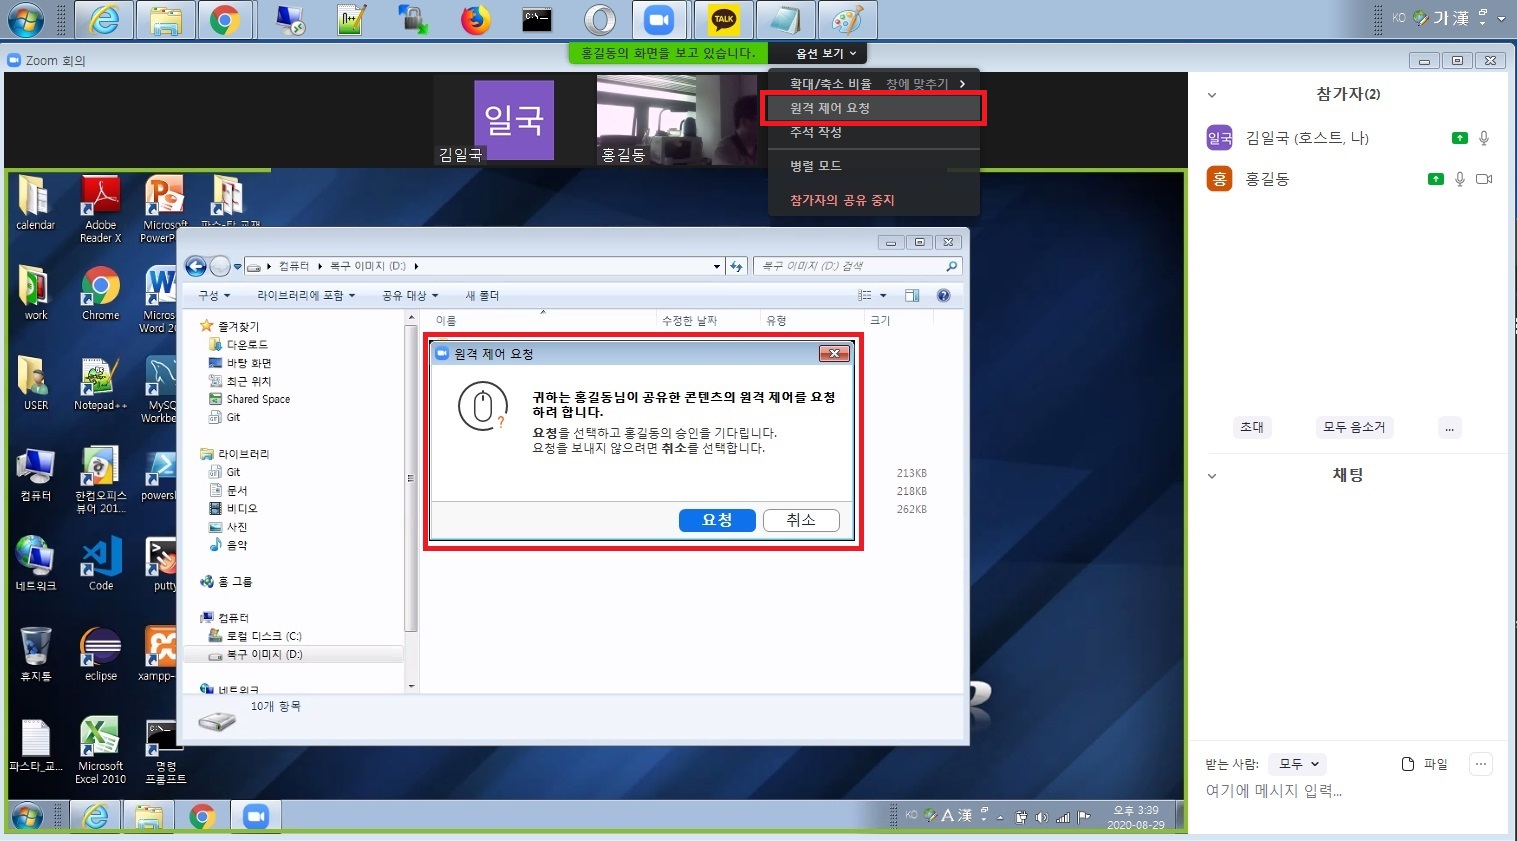 KO 가 漢
Zoom 회의
홍길동의 화면을 보고 있습니다.
옵션 보기
확대/축소 비율 창에 맞추기
원격 제어 요청
주석 작성
병렬 모드
참가자의 공유 중지
TALK
일국
김일국
홍길동
참가자(2)
일국 김일국 (호스트, 나)
홍 홍길동
초대 모두 음소거 ...
채팅
받는 사람: 모두 파일 ...
여기에 메시지 입력...
calendar
Adobe
Reader X
Microsoft
PowerP
work
Chrome
Micros
Word 20
USER
Notepad++
MySQ
Workbe
컴퓨터
한컴오피스
뷰어 201...
powersh
네트워크
Code
putty
휴지통
eclipse
xampp-
파스타_교...
Microsoft
Excel 2010
명령
프롬프트
컴퓨터 복구 이미지 (D:)
복구 이미지 (D:) 검색
구성 라이브러리에 포함 공유 대상 새 폴더
이름 수정한 날짜 유형 크기
즐겨찾기
다운로드
바탕 화면
최근 위치
Shared Space
Git
라이브러리
Git
문서
비디오
사진
음악
홈 그룹
컴퓨터
로컬 디스크 (C:)
복구 이미지 (D:)
네트워크
213KB
218KB
262KB
10개 항목
원격 제어 요청
귀하는 홍길동님이 공유한 콘텐츠의 원격 제어를 요청
하려 합니다.
요청을 선택하고 홍길동의 승인을 기다립니다.
요청을 보내지 않으려면 취소를 선택합니다.
요청 취소
KO A 漢
오후 3:39
2020-08-29